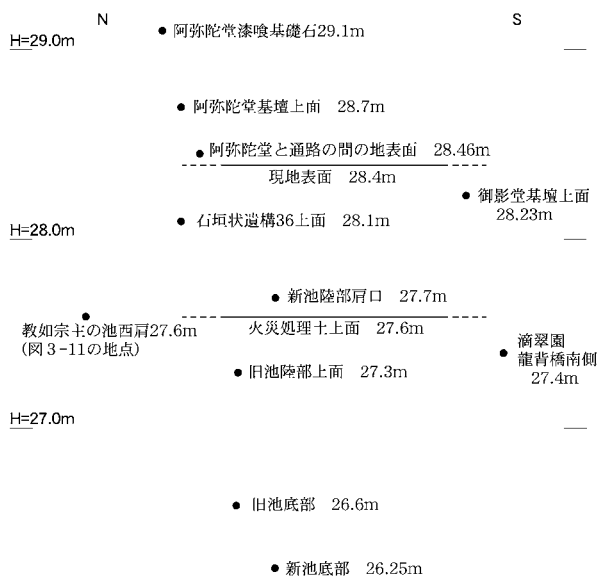 N
S
H=29.0m
阿弥陀堂漆喰基礎石29.1m
阿弥陀堂基壇上面 28.7m
阿弥陀堂と通路の間の地表面 28.46m
現地表面 28.4m
御影堂基壇上面
28.23m
石垣状遺構36上面 28.1m
H=28.0m
新池陸部肩口 27.7m
教如宗主の池西肩27.6m
(図3-11の地点)
火災処理土上面 27.6m
滴翠園
龍背橋南側
27.4m
旧池陸部上面 27.3m
H=27.0m
旧池底部 26.6m
新池底部 26.25m